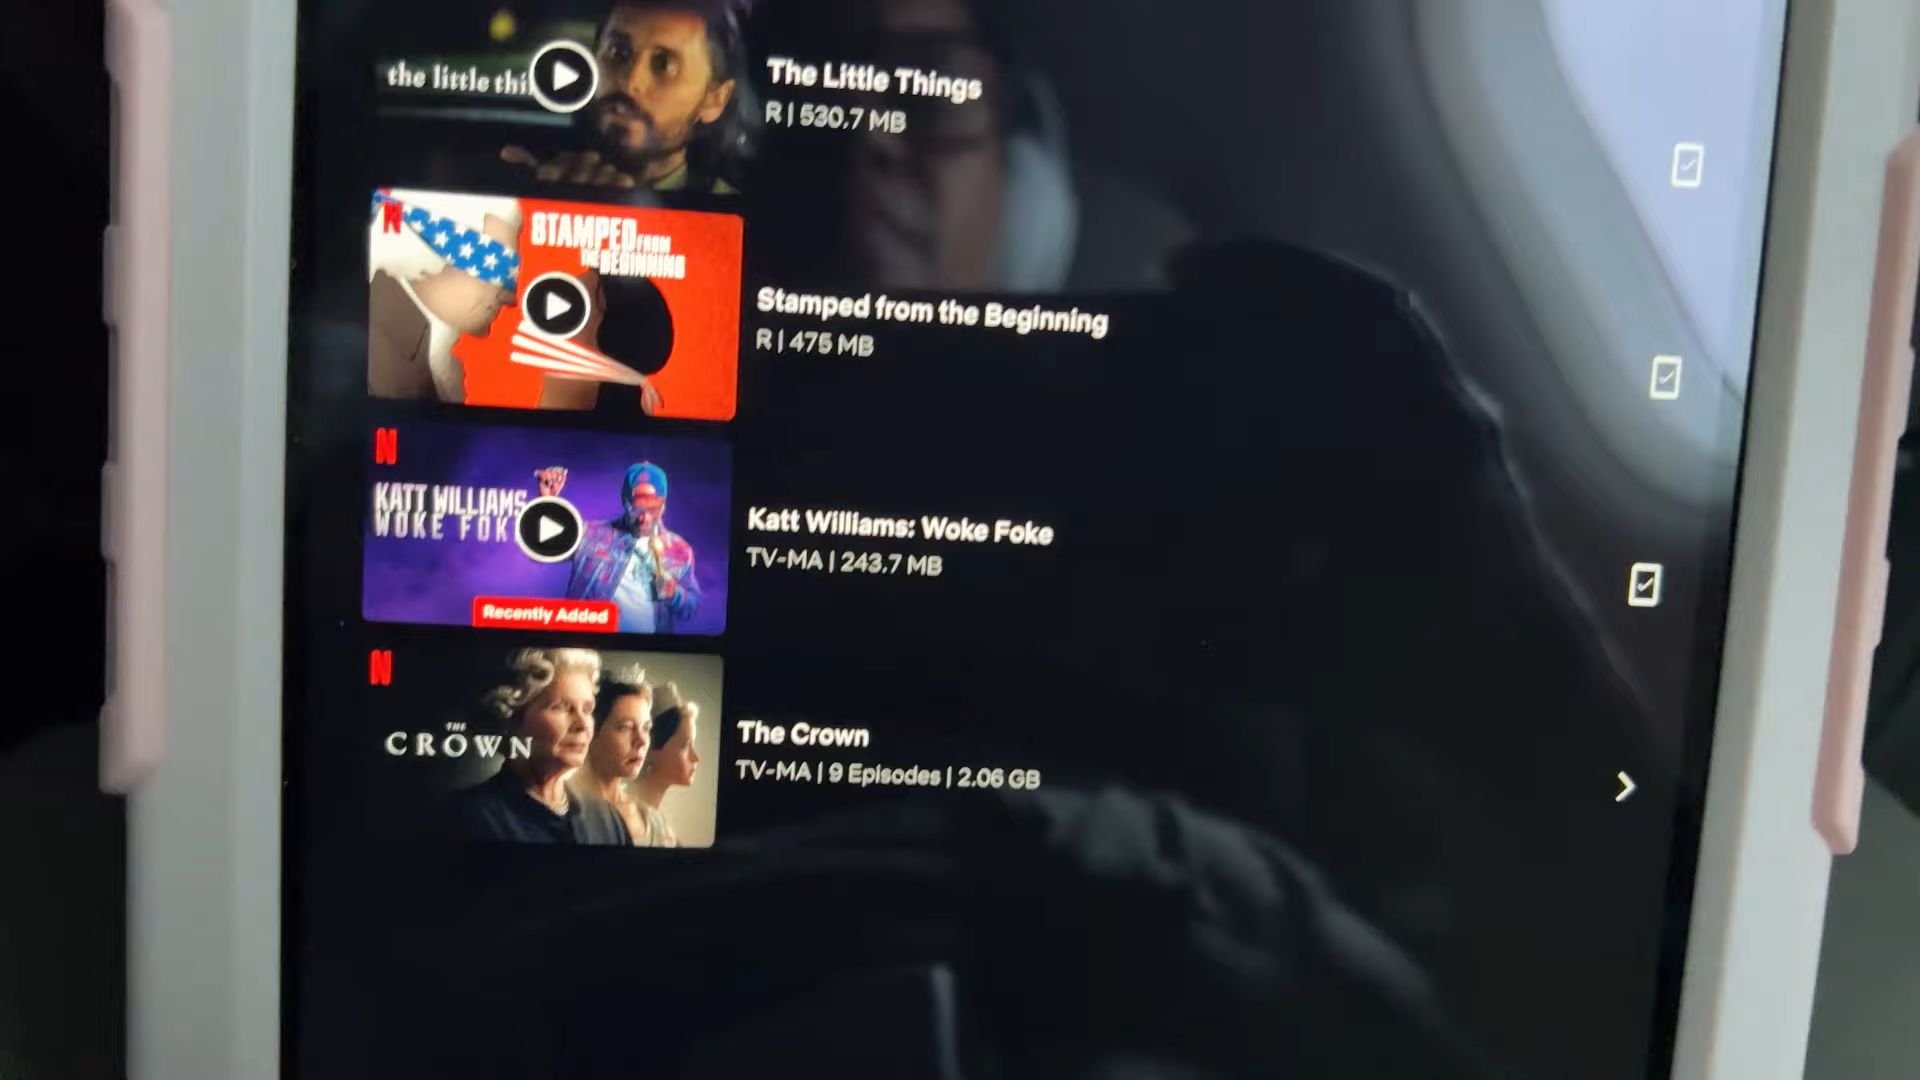 the little thi
The Little Things
R | 530.7 MB
N
STAMPED FROM
THE BEGINNING
Stamped from the Beginning
R | 475 MB
N
KATT WILLIAMS
WOKE FOK
Recently Added
Katt Williams: Woke Foke
TV-MA | 243.7 MB
N
THE
CROWN
The Crown
TV-MA | 9 Episodes | 2.06 GB